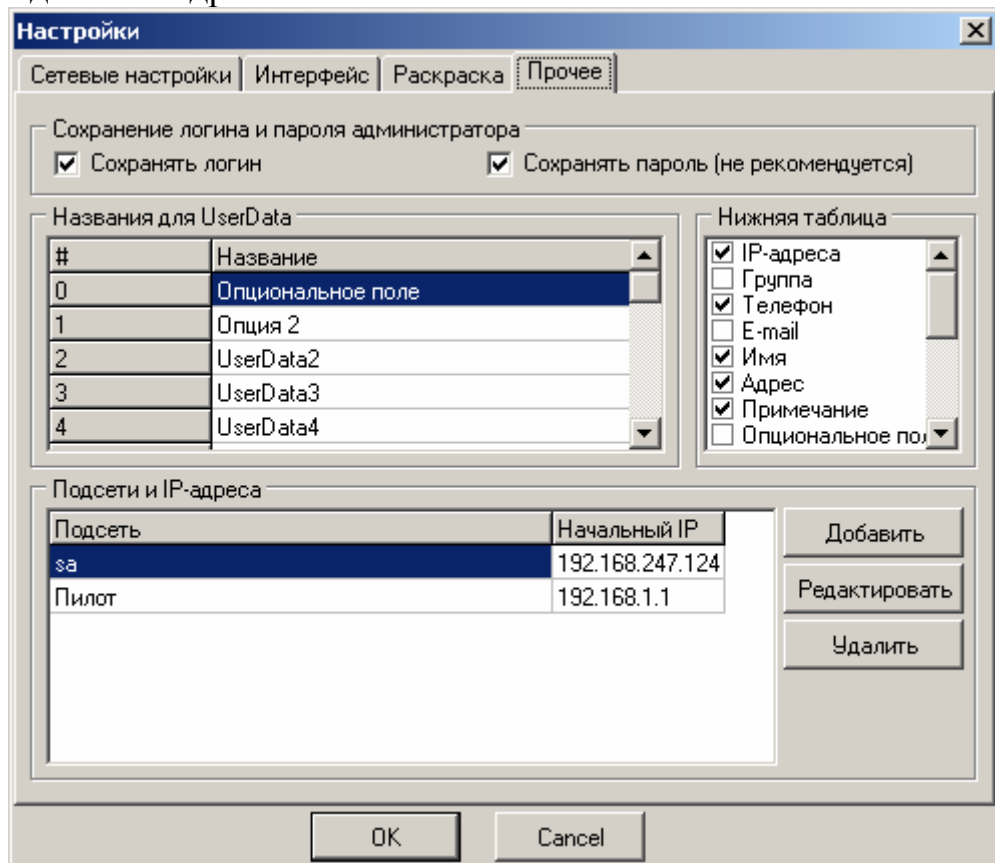 Настройки
Сетевые настройки Интерфейс Раскраска Прочее
Сохранение логина и пароля администратора
Сохранять логин Сохранять пароль (не рекомендуется)
Названия для UserData
# Название
0 Опциональное поле
1 Опция 2
2 UserData2
3 UserData3
4 UserData4
Нижняя таблица
IP-адреса
Группа
Телефон
E-mail
Имя
Адрес
Примечание
Опциональное
Подсети и IP-адреса
Подсеть Начальный IP
sa 192.168.247.124
Пилот 192.168.1.1
Добавить
Редактировать
Удалить
OK Cancel